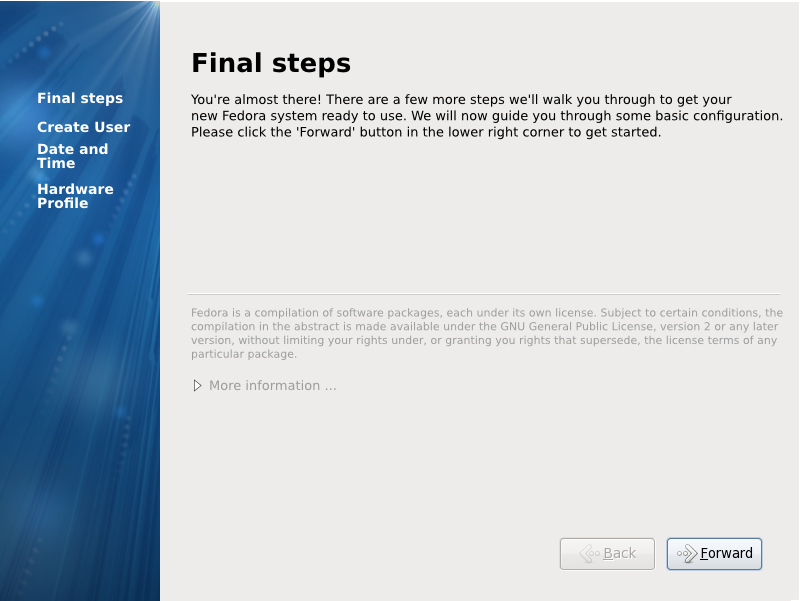 Final steps
Create User
Date and
Time
Hardware
Profile
Final steps
You're almost there! There are a few more steps we'll walk you through to get your
new Fedora system ready to use. We will now guide you through some basic configuration.
Please click the 'Forward' button in the lower right corner to get started.
Fedora is a compilation of software packages, each under its own license. Subject to certain conditions, the
compilation in the abstract is made available under the GNU General Public License, version 2 or any later
version, without limiting your rights under, or granting you rights that supersede, the license terms of any
particular package.
More information ...
Back
Forward